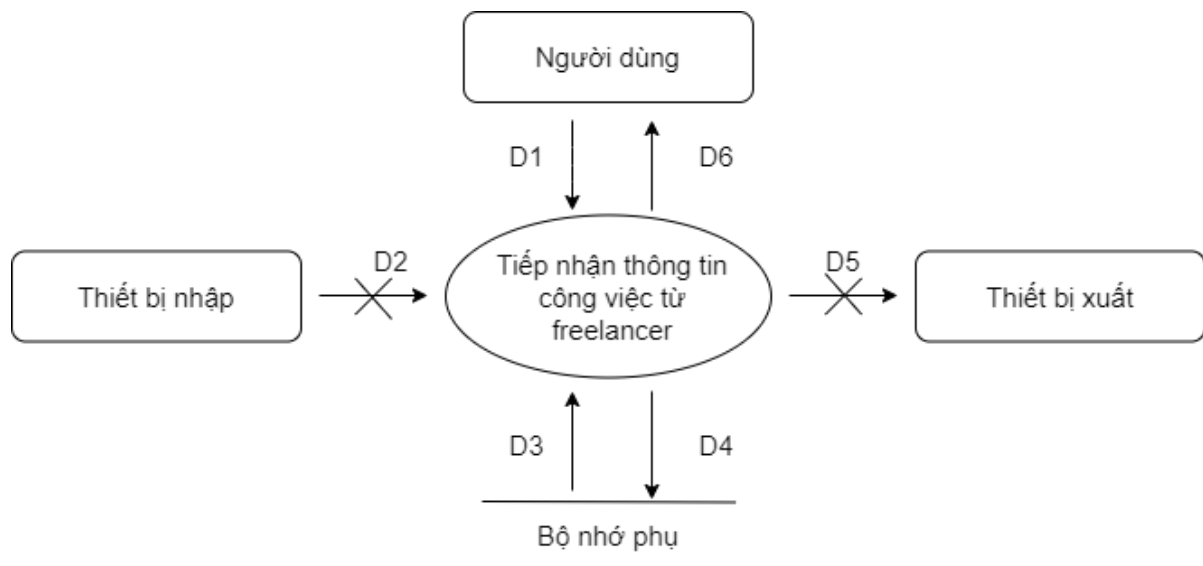 Người dùng
D1
D6
Thiết bị nhập
D2
Tiếp nhận thông tin
công việc từ
freelancer
D5
Thiết bị xuất
D3
D4
Bộ nhớ phụ